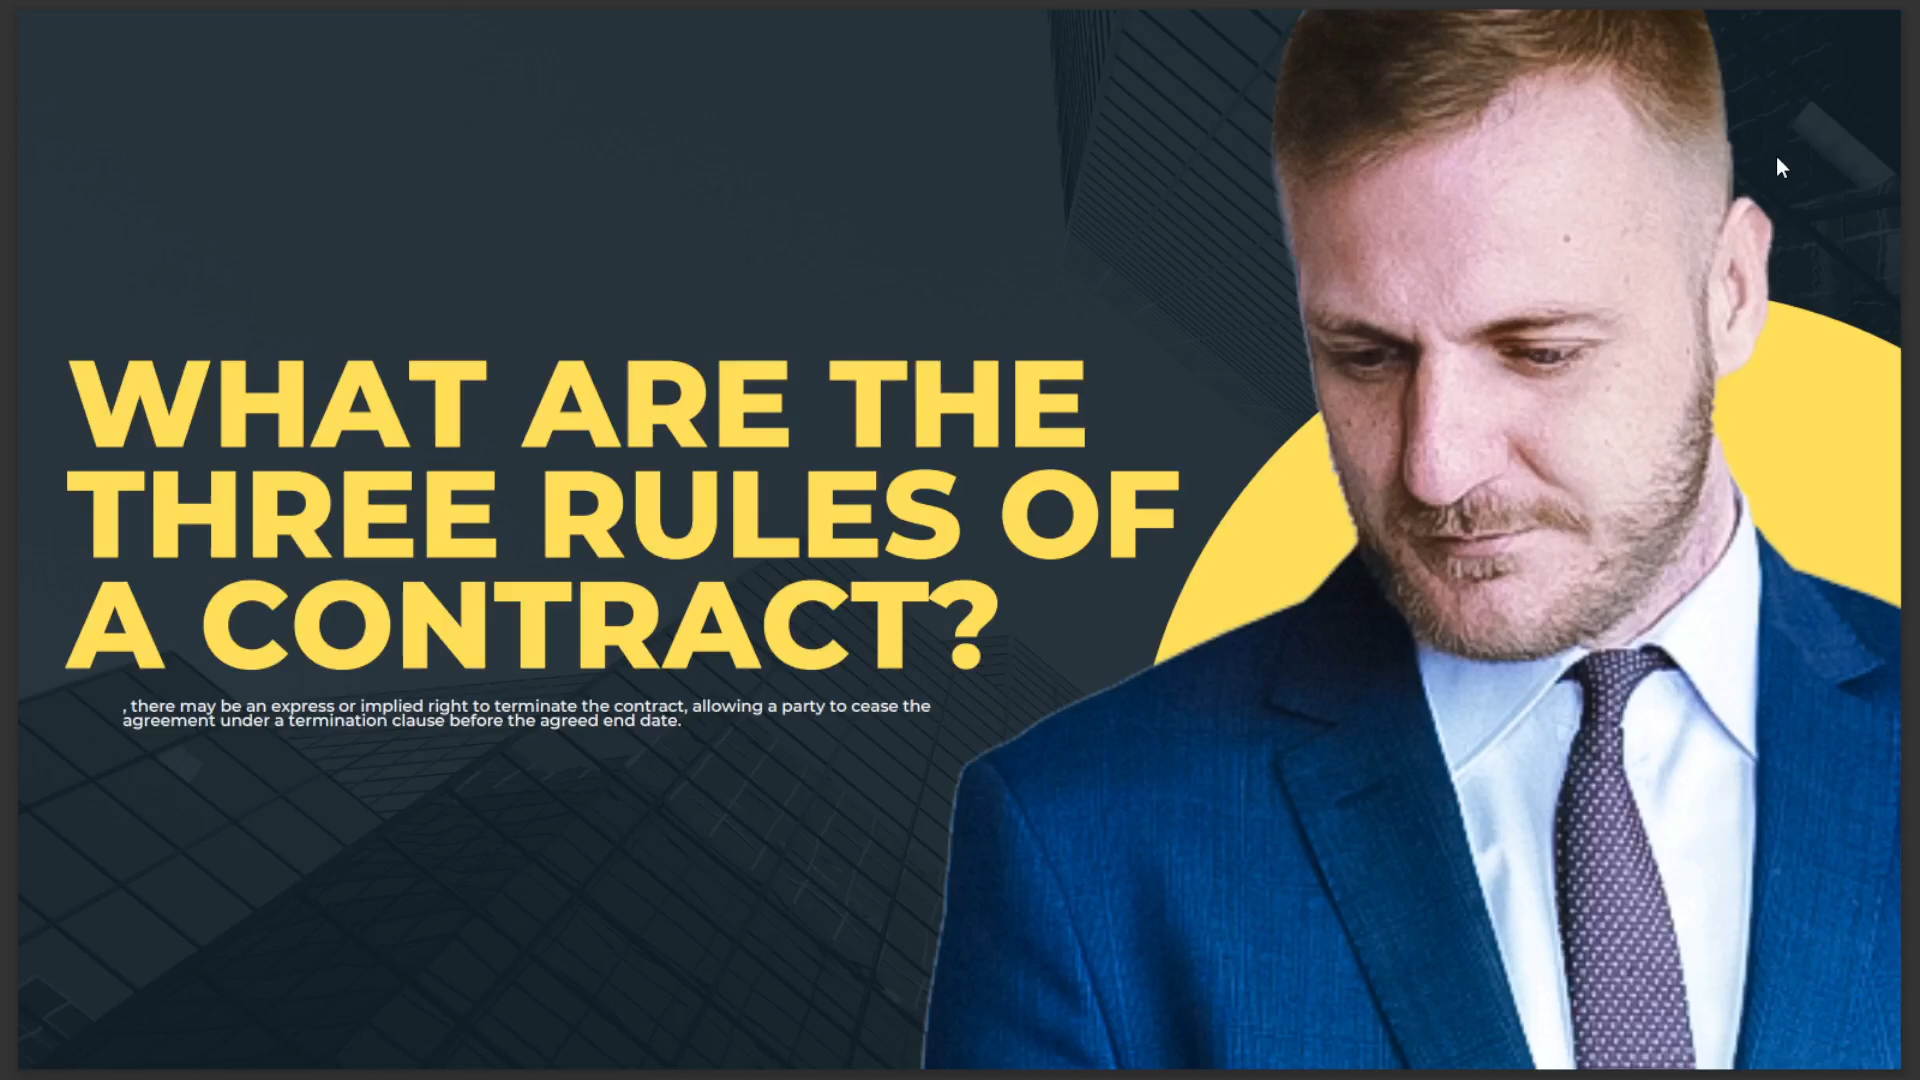 WHAT ARE THE
THREE RULES OF
A CONTRACT?
, there may be an express or implied right to terminate the contract, allowing a party to cease the
agreement under a termination clause before the agreed end date.